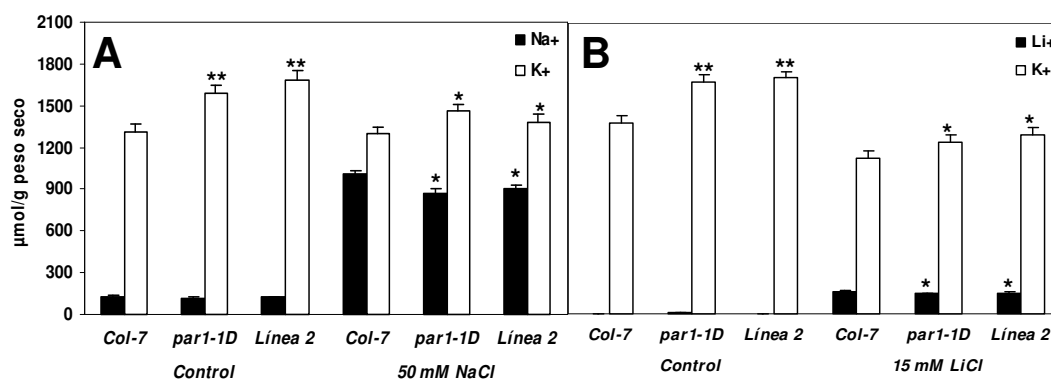 2100
1800
1500
1200
900
600
300
0
µmol/g peso seco
A
Na+
K+
** ** * *
* *
Col-7 par1-1D Línea 2 Col-7 par1-1D Línea 2
Control 50 mM NaCl
B
Li+
K+
** ** * *
* *
Col-7 par1-1D Línea 2 Col-7 par1-1D Línea 2
Control 15 mM LiCl